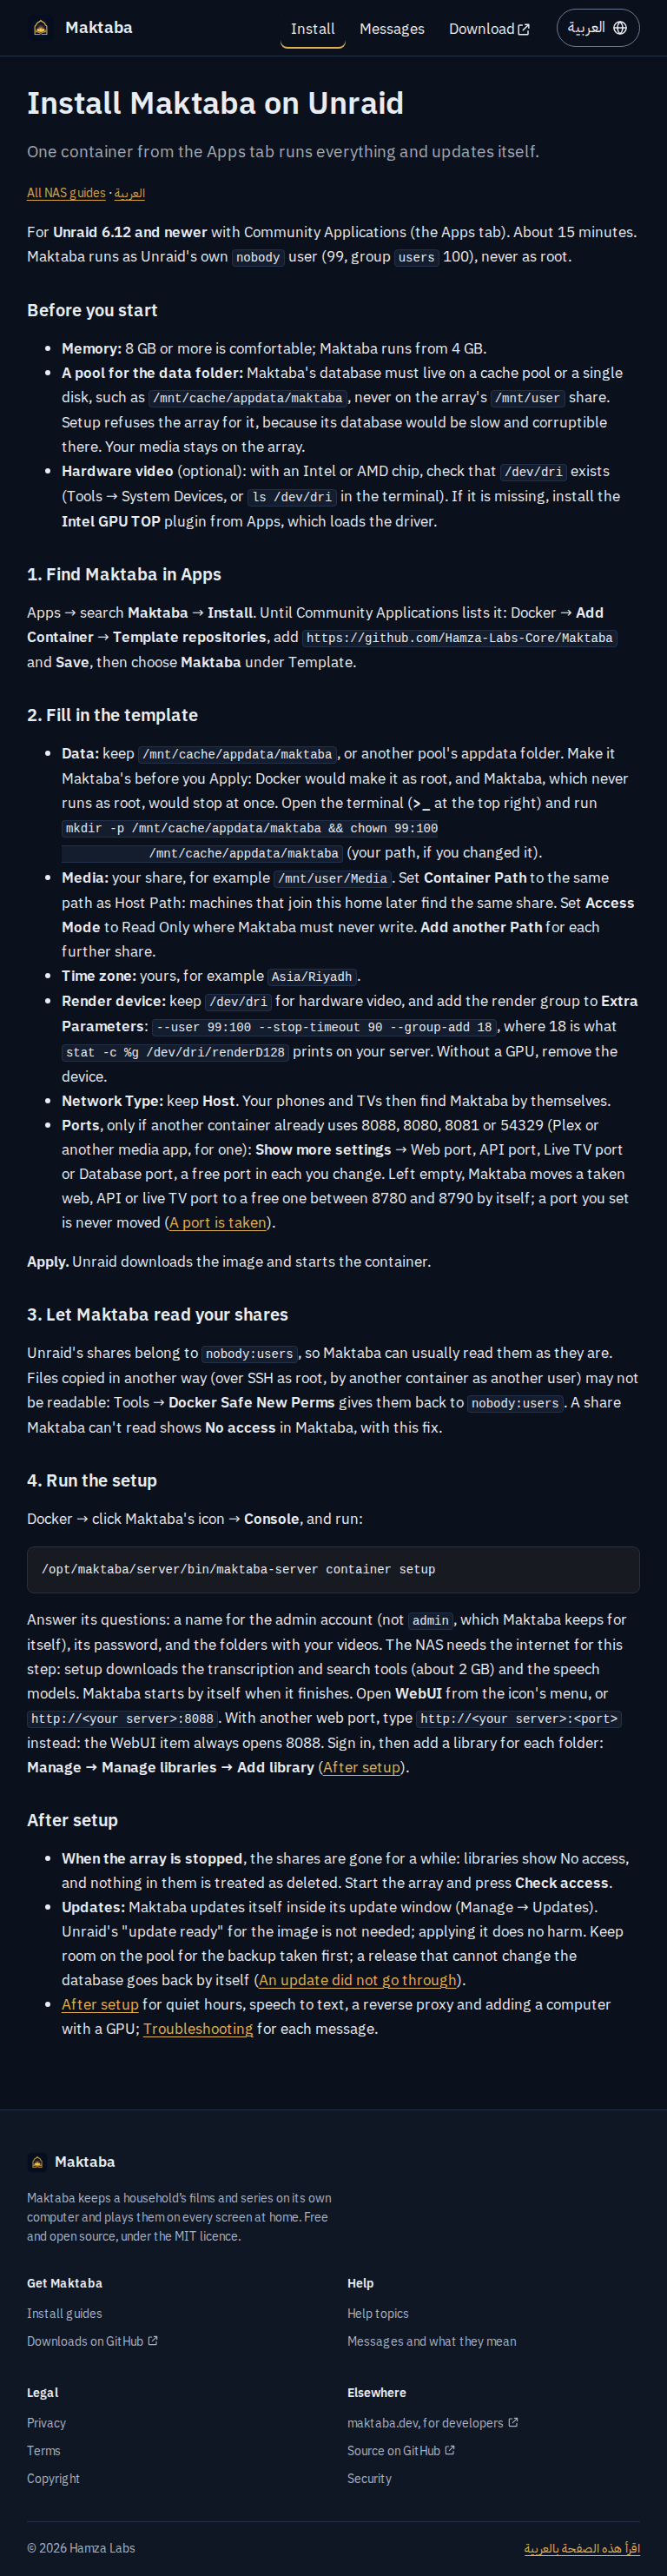 Maktaba
Install
Messages
Download
العربية
Install Maktaba on Unraid
One container from the Apps tab runs everything and updates itself.
All NAS guides · العربية
For Unraid 6.12 and newer with Community Applications (the Apps tab). About 15 minutes.
Maktaba runs as Unraid's own nobody user (99, group users 100), never as root.
Before you start
• Memory: 8 GB or more is comfortable; Maktaba runs from 4 GB.
• A pool for the data folder: Maktaba's database must live on a cache pool or a single
disk, such as /mnt/cache/appdata/maktaba, never on the array's /mnt/user share.
Setup refuses the array for it, because its database would be slow and corruptible
there. Your media stays on the array.
• Hardware video (optional): with an Intel or AMD chip, check that /dev/dri exists
(Tools → System Devices, or ls /dev/dri in the terminal). If it is missing, install the
Intel GPU TOP plugin from Apps, which loads the driver.
1. Find Maktaba in Apps
Apps → search Maktaba → Install. Until Community Applications lists it: Docker → Add
Container → Template repositories, add https://github.com/Hamza-Labs-Core/Maktaba
and Save, then choose Maktaba under Template.
2. Fill in the template
• Data: keep /mnt/cache/appdata/maktaba, or another pool's appdata folder. Make it
Maktaba's before you Apply: Docker would make it as root, and Maktaba, which never
runs as root, would stop at once. Open the terminal (>_ at the top right) and run
mkdir -p /mnt/cache/appdata/maktaba && chown 99:100
/mnt/cache/appdata/maktaba (your path, if you changed it).
• Media: your share, for example /mnt/user/Media. Set Container Path to the same
path as Host Path: machines that join this home later find the same share. Set Access
Mode to Read Only where Maktaba must never write. Add another Path for each
further share.
• Time zone: yours, for example Asia/Riyadh.
• Render device: keep /dev/dri for hardware video, and add the render group to Extra
Parameters: --user 99:100 --stop-timeout 90 --group-add 18, where 18 is what
stat -c %g /dev/dri/renderD128 prints on your server. Without a GPU, remove the
device.
• Network Type: keep Host. Your phones and TVs then find Maktaba by themselves.
• Ports, only if another container already uses 8088, 8080, 8081 or 54329 (Plex or
another media app, for one): Show more settings → Web port, API port, Live TV port
or Database port, a free port in each you change. Left empty, Maktaba moves a taken
web, API or live TV port to a free one between 8780 and 8790 by itself; a port you set
is never moved (A port is taken).
Apply. Unraid downloads the image and starts the container.
3. Let Maktaba read your shares
Unraid's shares belong to nobody:users, so Maktaba can usually read them as they are.
Files copied in another way (over SSH as root, by another container as another user) may not
be readable: Tools → Docker Safe New Perms gives them back to nobody:users. A share
Maktaba can't read shows No access in Maktaba, with this fix.
4. Run the setup
Docker → click Maktaba's icon → Console, and run:
/opt/maktaba/server/bin/maktaba-server container setup
Answer its questions: a name for the admin account (not admin, which Maktaba keeps for
itself), its password, and the folders with your videos. The NAS needs the internet for this
step: setup downloads the transcription and search tools (about 2 GB) and the speech
models. Maktaba starts by itself when it finishes. Open WebUI from the icon's menu, or
http://<your server>:8088. With another web port, type http://<your server>:<port>
instead: the WebUI item always opens 8088. Sign in, then add a library for each folder:
Manage → Manage libraries → Add library (After setup).
After setup
• When the array is stopped, the shares are gone for a while: libraries show No access,
and nothing in them is treated as deleted. Start the array and press Check access.
• Updates: Maktaba updates itself inside its update window (Manage → Updates).
Unraid's "update ready" for the image is not needed; applying it does no harm. Keep
room on the pool for the backup taken first; a release that cannot change the
database goes back by itself (An update did not go through).
• After setup for quiet hours, speech to text, a reverse proxy and adding a computer
with a GPU; Troubleshooting for each message.
Maktaba
Maktaba keeps a household's films and series on its own
computer and plays them on every screen at home. Free
and open source, under the MIT licence.
Get Maktaba
Install guides
Downloads on GitHub
Help
Help topics
Messages and what they mean
Legal
Privacy
Terms
Copyright
Elsewhere
maktaba.dev, for developers
Source on GitHub
Security
© 2026 Hamza Labs
اقرأ هذه الصفحة بالعربية